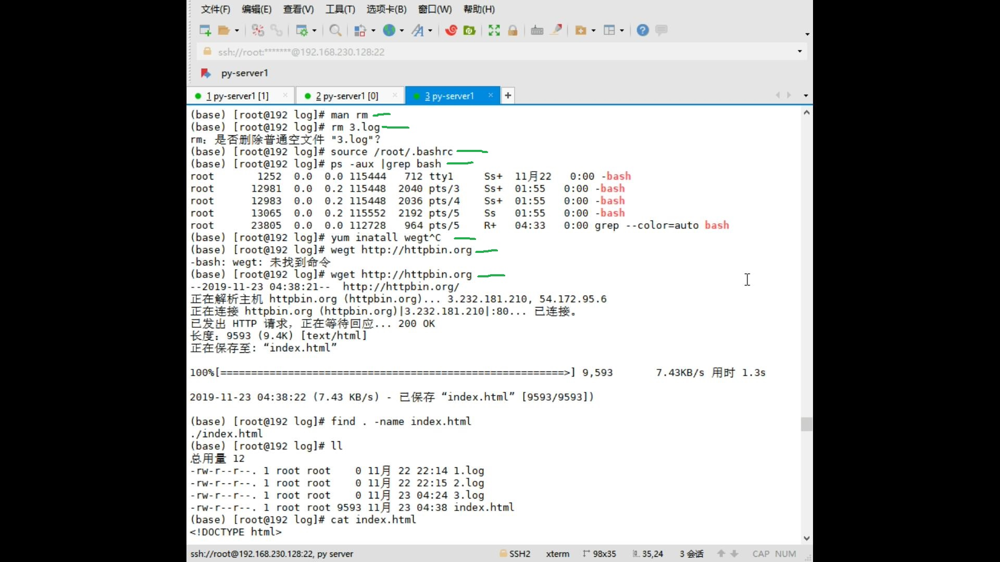 文件(F) 编辑(E) 查看(V) 工具(T) 选项卡(B) 窗口(W) 帮助(H)
ssh://root:*******@192.168.230.128:22
py-server1
1 py-server1 [1] 2 py-server1 [0] 3 py-server1
(base) [root@192 log]# man rm
(base) [root@192 log]# rm 3.log
rm：是否删除普通空文件 "3.log"？
(base) [root@192 log]# source /root/.bashrc
(base) [root@192 log]# ps -aux |grep bash
root       1252  0.0  0.0 115444   712 tty1     Ss+  11月22   0:00 -bash
root      12981  0.0  0.2 115448  2040 pts/3    Ss+  01:55   0:00 -bash
root      12983  0.0  0.2 115448  2036 pts/4    Ss+  01:55   0:00 -bash
root      13065  0.0  0.2 115552  2192 pts/5    Ss   01:55   0:00 -bash
root      23805  0.0  0.0 112728   964 pts/5    R+   04:33   0:00 grep --color=auto bash
(base) [root@192 log]# yum inatall wegt^C
(base) [root@192 log]# wegt http://httpbin.org
-bash: wegt: 未找到命令
(base) [root@192 log]# wget http://httpbin.org
--2019-11-23 04:38:21--  http://httpbin.org/
正在解析主机 httpbin.org (httpbin.org)... 3.232.181.210, 54.172.95.6
正在连接 httpbin.org (httpbin.org)|3.232.181.210|:80... 已连接。
已发出 HTTP 请求，正在等待回应... 200 OK
长度：9593 (9.4K) [text/html]
正在保存至: “index.html”
100%[========================================================>] 9,593       7.43KB/s 用时 1.3s
2019-11-23 04:38:22 (7.43 KB/s) - 已保存 “index.html” [9593/9593])
(base) [root@192 log]# find . -name index.html
./index.html
(base) [root@192 log]# ll
总用量 12
-rw-r--r--. 1 root root    0 11月 22 22:14 1.log
-rw-r--r--. 1 root root    0 11月 22 22:15 2.log
-rw-r--r--. 1 root root    0 11月 23 04:24 3.log
-rw-r--r--. 1 root root 9593 11月 23 04:38 index.html
(base) [root@192 log]# cat index.html
<!DOCTYPE html>
ssh://root@192.168.230.128:22, py server SSH2 xterm 98x35 35,24 3 会话 CAP NUM